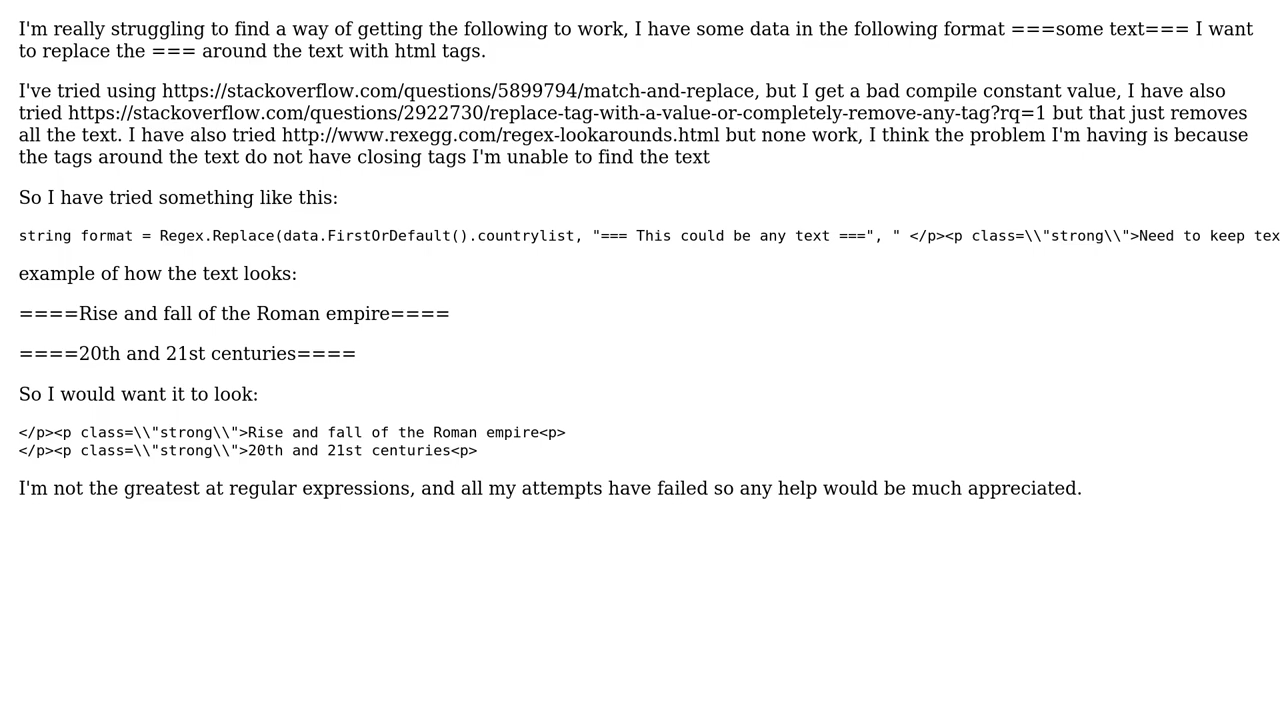 I'm really struggling to find a way of getting the following to work, I have some data in the following format ===some text=== I want
to replace the === around the text with html tags.
I've tried using https://stackoverflow.com/questions/5899794/match-and-replace, but I get a bad compile constant value, I have also
tried https://stackoverflow.com/questions/2922730/replace-tag-with-a-value-or-completely-remove-any-tag?rq=1 but that just removes
all the text. I have also tried http://www.rexegg.com/regex-lookarounds.html but none work, I think the problem I'm having is because
the tags around the text do not have closing tags I'm unable to find the text
So I have tried something like this:
string format = Regex.Replace(data.FirstOrDefault().countrylist, "=== This could be any text ===", " </p><p class=\\"strong\\">Need to keep tex
example of how the text looks:
====Rise and fall of the Roman empire====
====20th and 21st centuries====
So I would want it to look:
</p><p class=\\"strong\\">Rise and fall of the Roman empire<p>
</p><p class=\\"strong\\">20th and 21st centuries<p>
I'm not the greatest at regular expressions, and all my attempts have failed so any help would be much appreciated.